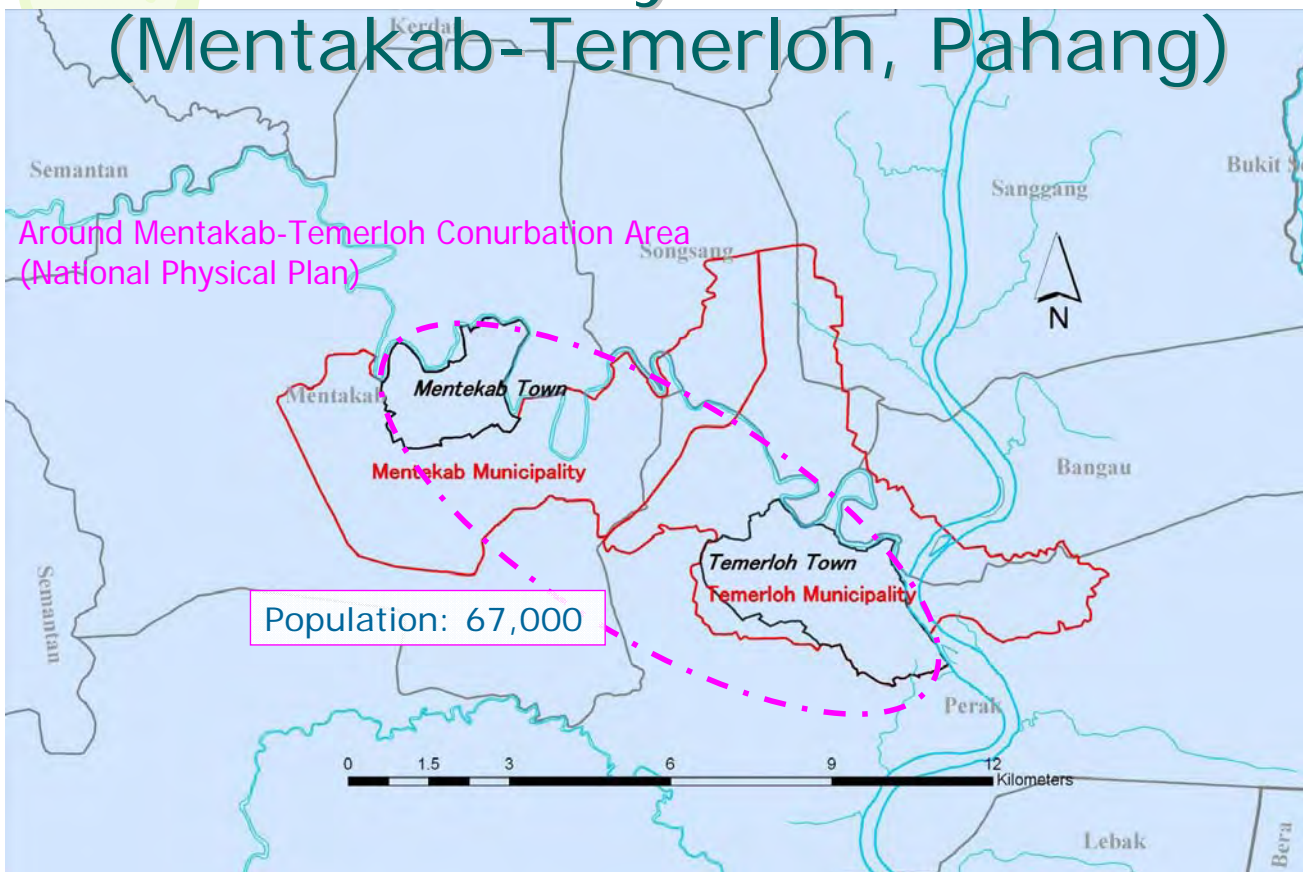 (Mentakab-Temerloh, Pahang)
Kerdau
Semantan
Bukit
Sanggang
Around Mentakab-Temerloh Conurbation Area
(National Physical Plan)
Songsang
N
Mentakab
Mentekab Town
Mentekab Municipality
Bangau
Temerloh Town
Temerloh Municipality
Semantan
Population: 67,000
Perak
0 1.5 3 6 9 12
Kilometers
Lebak
Bera